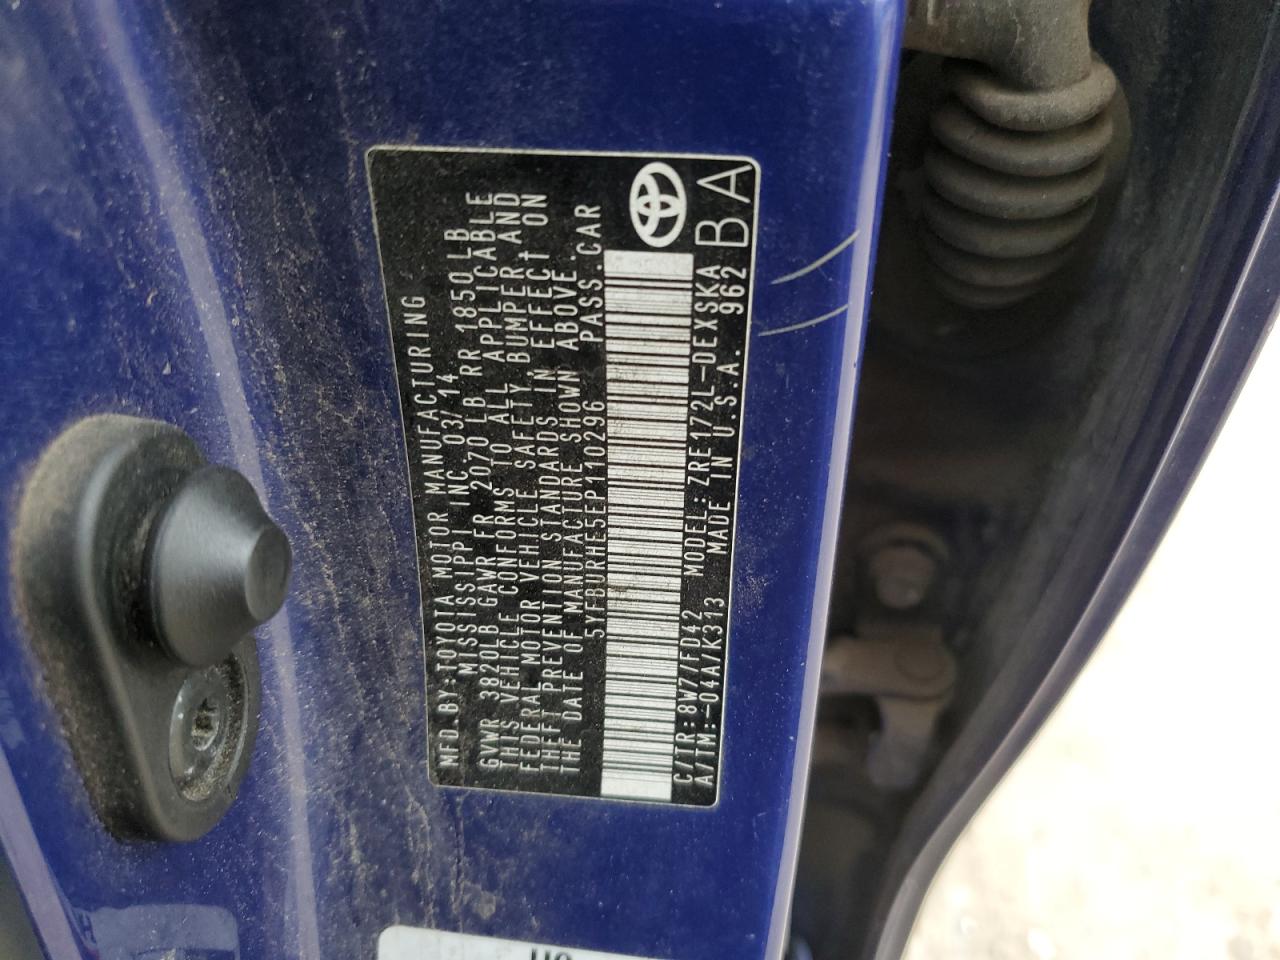 MFD.BY:TOYOTA MOTOR MANUFACTURING
MISSISSIPPI INC 03/14
GVWR 3820LB GAWR FR 2070 LB RR 1850LB
THIS VEHICLE CONFORMS TO ALL APPLICABLE
FEDERAL MOTOR VEHICLE SAFETY, BUMPER, AND
THEFT PREVENTION STANDARDS IN EFFECT ON
THE DATE OF MANUFACTURE SHOWN ABOVE.
5YFBURHE5EP110296 PASS.CAR
C/TR:8W7/FD42 MODEL:ZRE172L-DEXSKA
A/TM:-04A/K313 MADE IN U.S.A. 962 BA